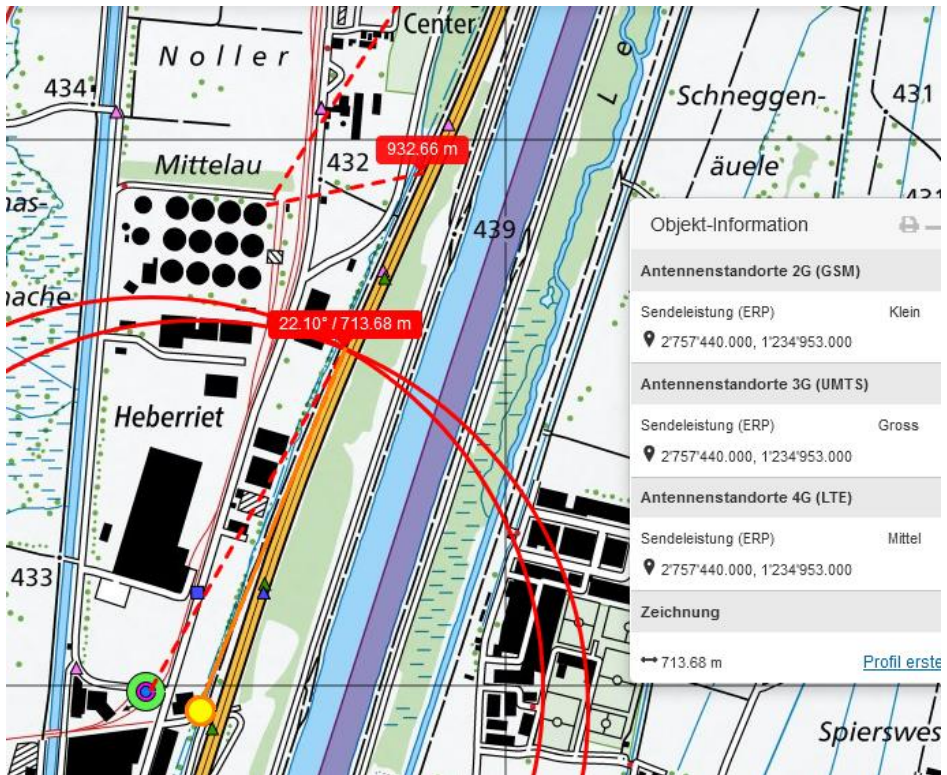 Center
Noller
434
Schneggen-
431
932.66 m
432
Mittelau
äuele
439
Objekt-Information
Antennenstandorte 2G (GSM)
Sendeleistung (ERP) Klein
2'757'440.000, 1'234'953.000
22.10° / 713.68 m
Antennenstandorte 3G (UMTS)
Heberriet
Sendeleistung (ERP) Gross
2'757'440.000, 1'234'953.000
Antennenstandorte 4G (LTE)
Sendeleistung (ERP) Mittel
2'757'440.000, 1'234'953.000
433
Zeichnung
713.68 m Profil erste
Spierswes